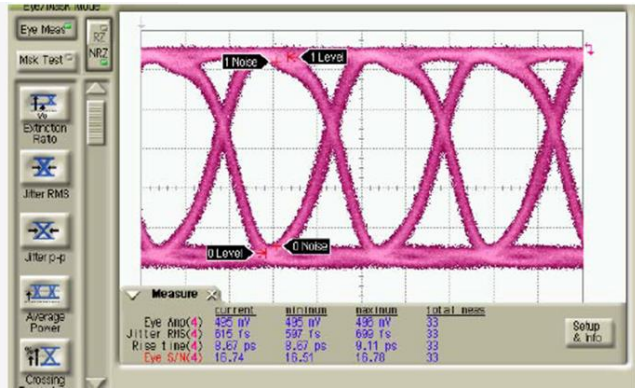 Eye/Mask Mode
Eye Meas
RZ
NRZ
Msk Test
1 Noise
1 Level
Extinction
Ratio
Jitter RMS
0 Level
0 Noise
Jitter p-p
Measure
current minimum maximum total meas
Eye Amp(4) 495 mV 495 mV 496 mV 33
Jitter RMS(4) 615 fs 597 fs 699 fs 33
Rise time(4) 8.67 ps 8.67 ps 9.11 ps 33
Eye S/N(4) 16.74 16.51 16.78 33
Average
Power
Setup
& Info
Crossing